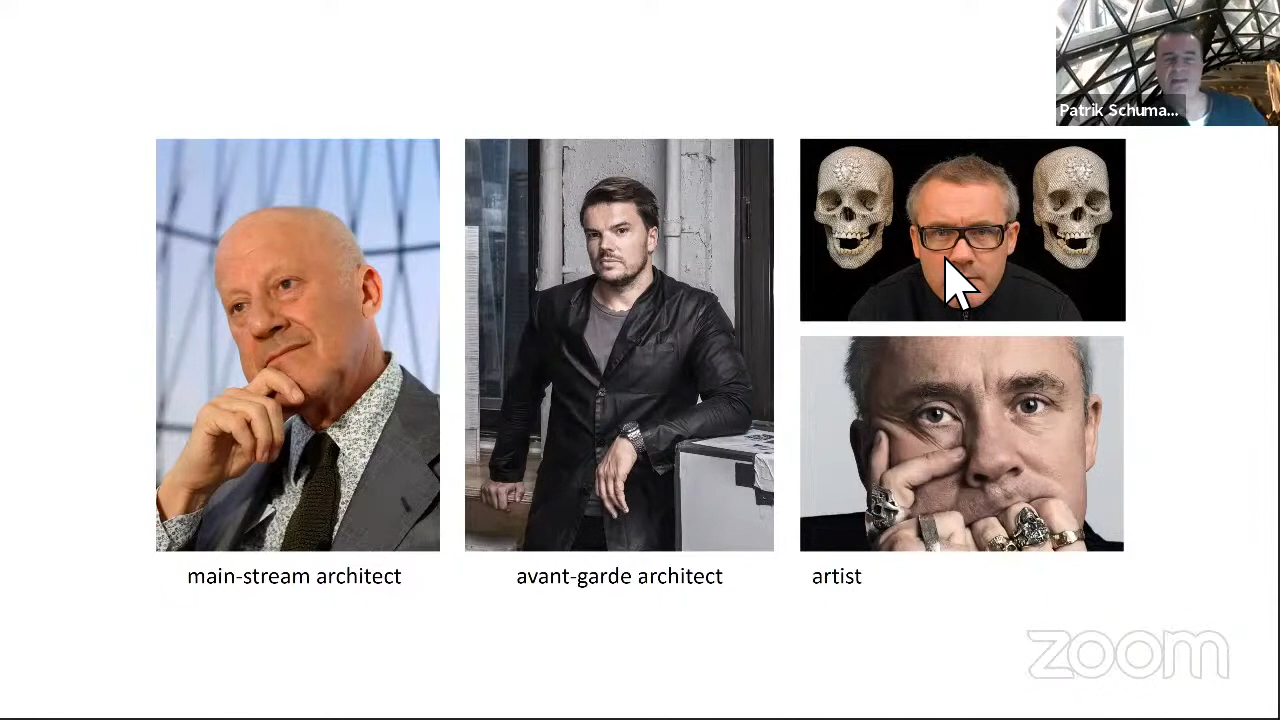 Patrik Schuma...
main-stream architect
avant-garde architect
artist
zoom